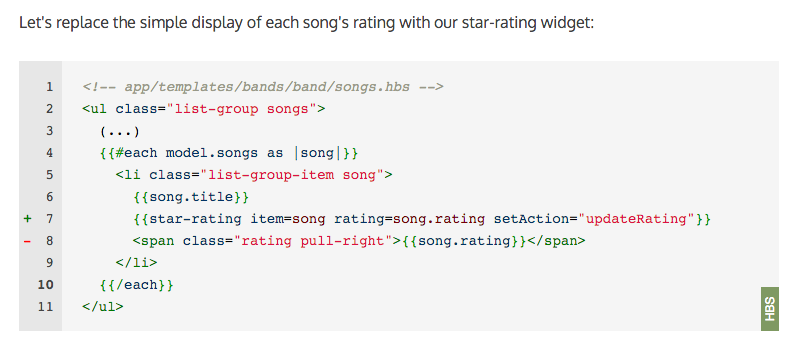 Let's replace the simple display of each song's rating with our star-rating widget:
1 <!-- app/templates/bands/band/songs.hbs -->
2 <ul class="list-group songs">
3 (...)
4 {{#each model.songs as |song|}}
5 <li class="list-group-item song">
6 {{song.title}}
+ 7 {{star-rating item=song rating=song.rating setAction="updateRating"}}
- 8 <span class="rating pull-right">{{song.rating}}</span>
9 </li>
10 {{/each}}
11 </ul>
HBS